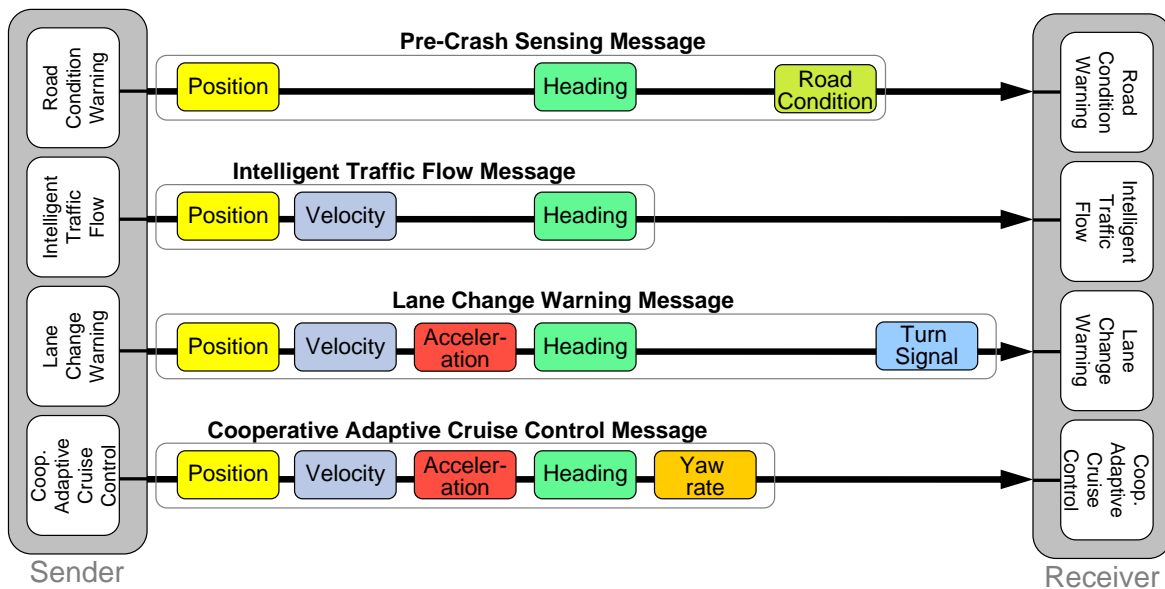 Pre-Crash Sensing Message
Road
Condition
Warning
Position
Heading
Road
Condition
Road
Condition
Warning
Intelligent Traffic Flow Message
Intelligent
Traffic
Flow
Position
Velocity
Heading
Intelligent
Traffic
Flow
Lane Change Warning Message
Lane
Change
Warning
Position
Velocity
Acceler-
ation
Heading
Turn
Signal
Lane
Change
Warning
Cooperative Adaptive Cruise Control Message
Coop.
Adaptive
Cruise
Control
Position
Velocity
Acceler-
ation
Heading
Yaw
rate
Coop.
Adaptive
Cruise
Control
Sender
Receiver